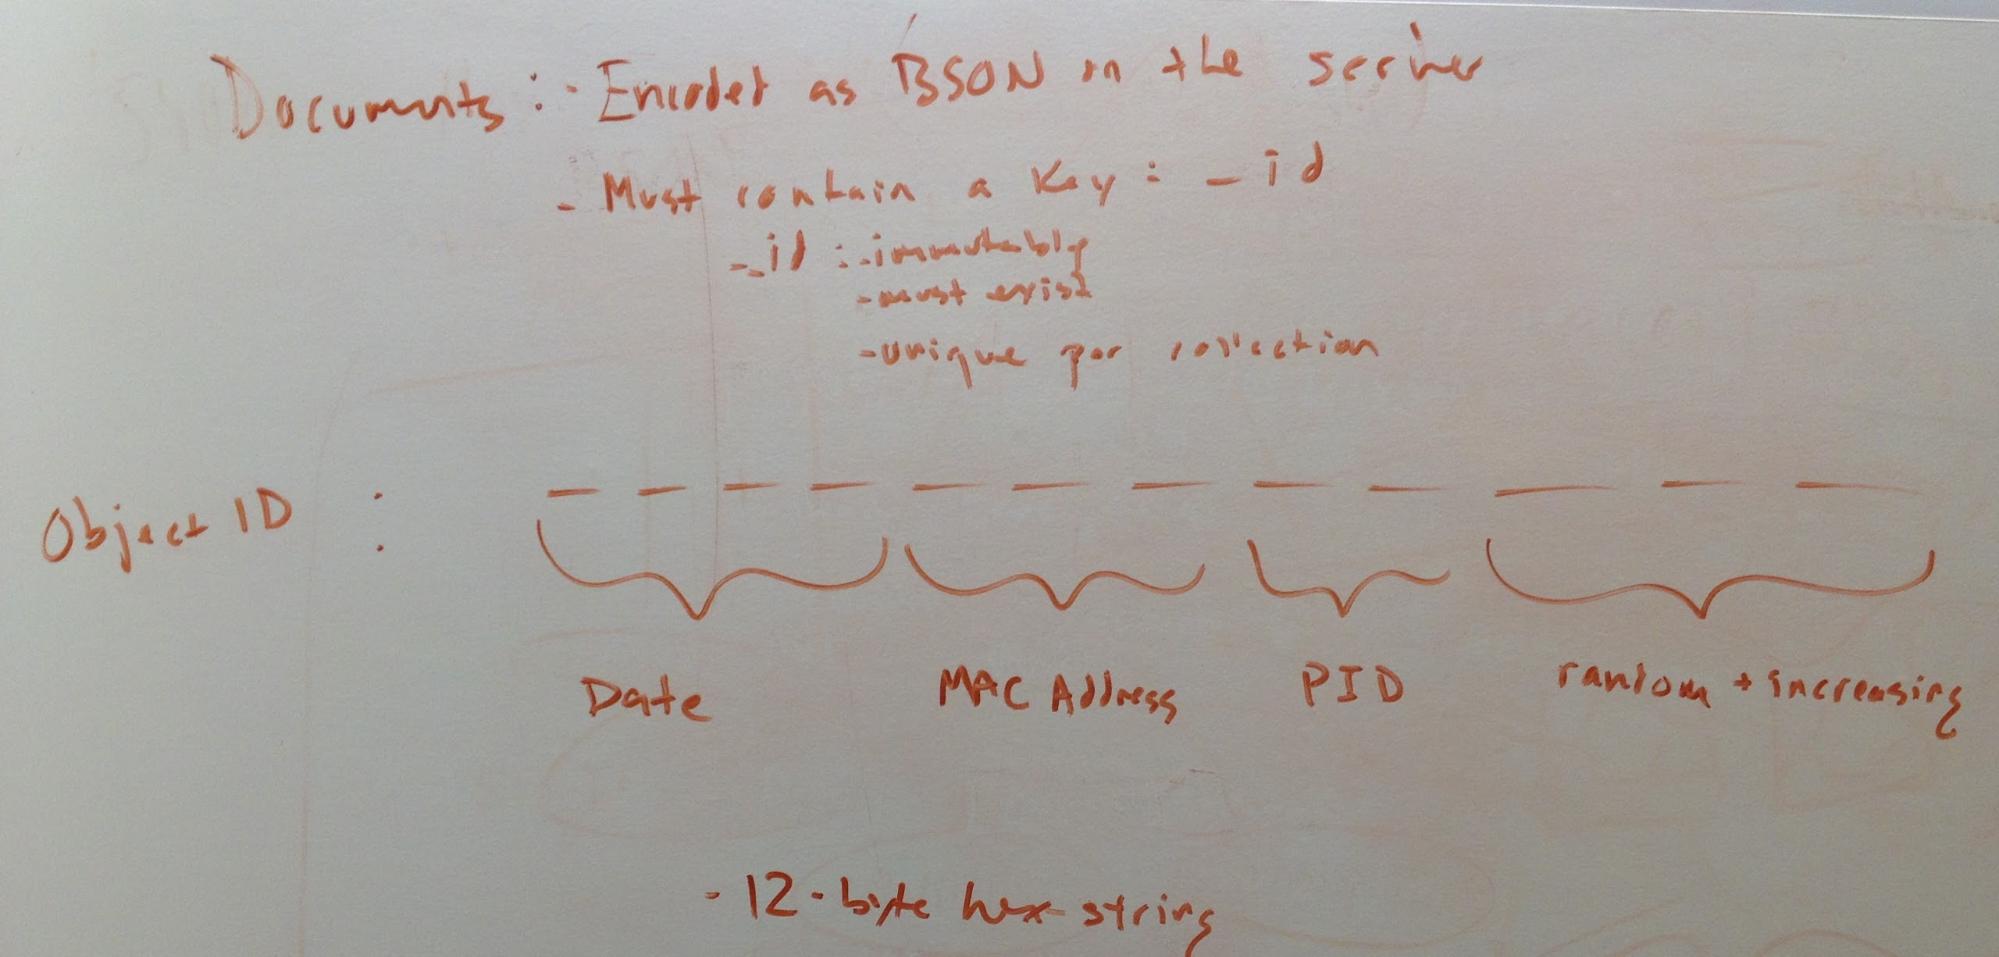 Documents : - Encoded as BSON on the server
- Must contain a key : _id
- _id : - immutable
- must exist
- unique per collection
Object ID :
Date MAC Address PID random + increasing
- 12-byte hex string